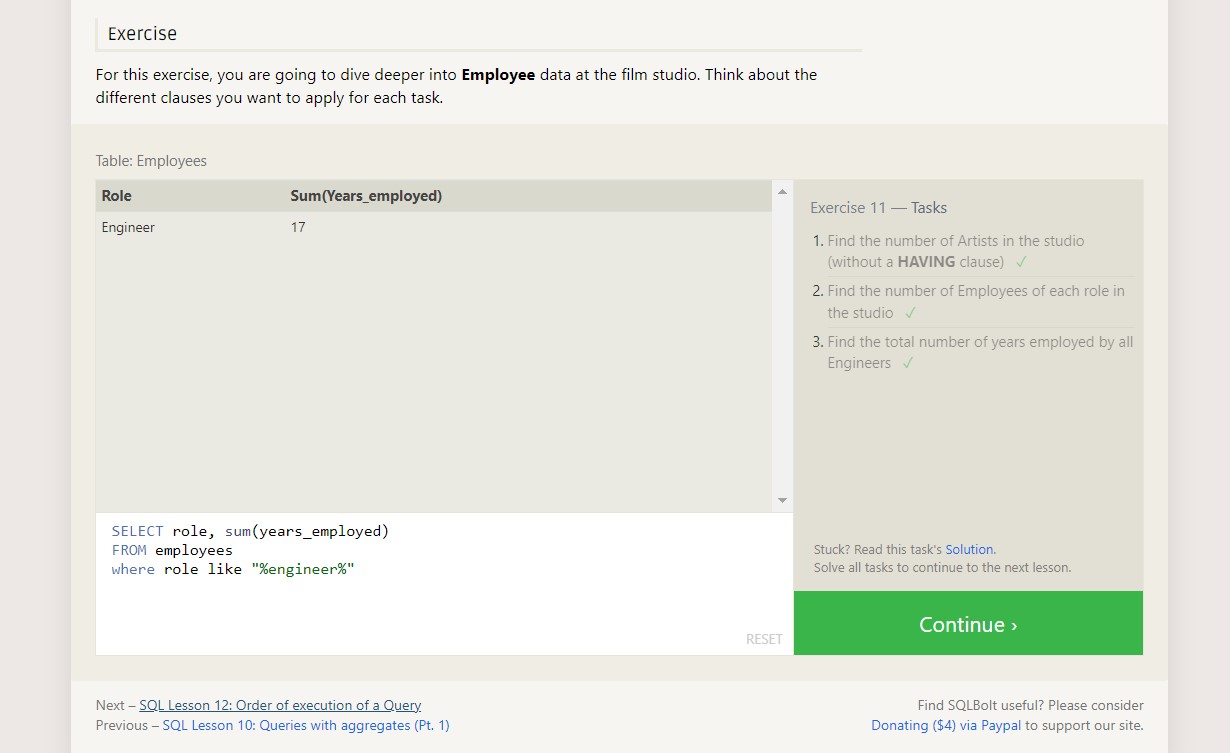 Exercise
For this exercise, you are going to dive deeper into Employee data at the film studio. Think about the
different clauses you want to apply for each task.
Table: Employees
Role Sum(Years_employed)
Engineer 17
SELECT role, sum(years_employed)
FROM employees
where role like "%engineer%"
RESET
Exercise 11 — Tasks
1. Find the number of Artists in the studio
(without a HAVING clause) ✓
2. Find the number of Employees of each role in
the studio ✓
3. Find the total number of years employed by all
Engineers ✓
Stuck? Read this task's Solution.
Solve all tasks to continue to the next lesson.
Continue ›
Next – SQL Lesson 12: Order of execution of a Query
Previous – SQL Lesson 10: Queries with aggregates (Pt. 1)
Find SQLBolt useful? Please consider
Donating ($4) via Paypal to support our site.